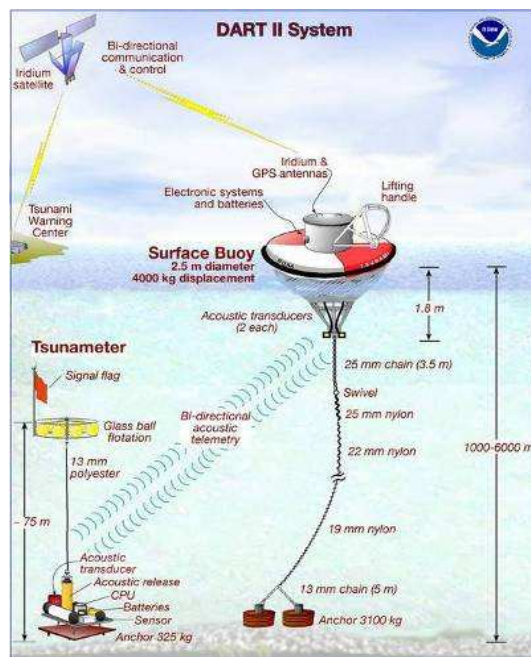 DART II System
NOAA
Bi-directional
communication
& control
Iridium
satellite
Iridium &
GPS antennas
Electronic systems
and batteries
Lifting
handle
Tsunami
Warning
Center
Surface Buoy
2.5 m diameter
4000 kg displacement
TSUNAMI
1.8 m
Acoustic transducers
(2 each)
Tsunameter
Signal flag
25 mm chain (3.5 m)
Swivel
25 mm nylon
Glass ball
flotation
Bi-directional
acoustic
telemetry
22 mm nylon
1000-6000 m
13 mm
polyester
~ 75 m
19 mm nylon
Acoustic
transducer
Acoustic release
CPU
Batteries
Sensor
Anchor 325 kg
13 mm chain (5 m)
Anchor 3100 kg